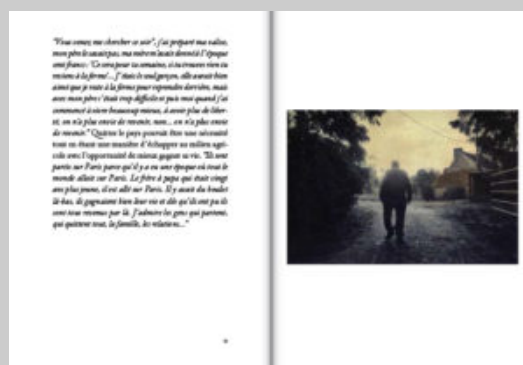 "Vous venez me chercher ce soir", j'ai préparé ma valise,
mon père le savait pas, ma mère m'avait donné à l'époque
cent francs: "Ce sera pour ta semaine, si tu trouves rien tu
reviens à la ferme!...J'étais le seul garçon, elle aurait bien
aimé que je reste à la ferme pour reprendre derrière, mais
avec mon père c'était trop difficile et puis moi quand j'ai
commencé à vivre beaucoup mieux, à avoir plus de liber-
té, on n'a plus envie de revenir, non... on n'a plus envie
de revenir." Quitter le pays pouvait être une nécessité
tout en étant une manière d'échapper au milieu agri-
cole avec l'opportunité de mieux gagner sa vie. "Ils sont
partis sur Paris parce qu'il y a eu une époque où tout le
monde allait sur Paris. Le frère à papa qui était vingt
ans plus jeune, il est allé sur Paris. Il y avait du boulot
là-bas, ils gagnaient bien leur vie et dès qu'ils ont pu ils
sont tous revenus par là. J'admire les gens qui partent,
qui quittent tout, la famille, les relations..."